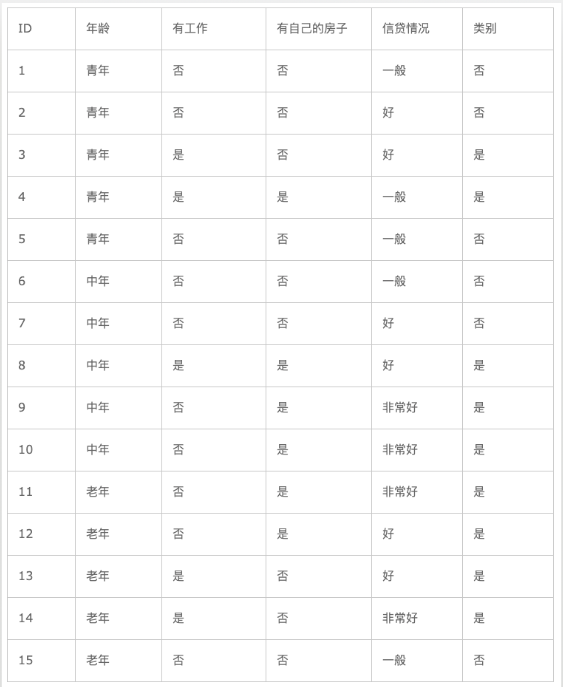 ID 年龄 有工作 有自己的房子 信贷情况 类别
1 青年 否 否 一般 否
2 青年 否 否 好 否
3 青年 是 否 好 是
4 青年 是 是 一般 是
5 青年 否 否 一般 否
6 中年 否 否 一般 否
7 中年 否 否 好 否
8 中年 是 是 好 是
9 中年 否 是 非常好 是
10 中年 否 是 非常好 是
11 老年 否 是 非常好 是
12 老年 否 是 好 是
13 老年 是 否 好 是
14 老年 是 否 非常好 是
15 老年 否 否 一般 否